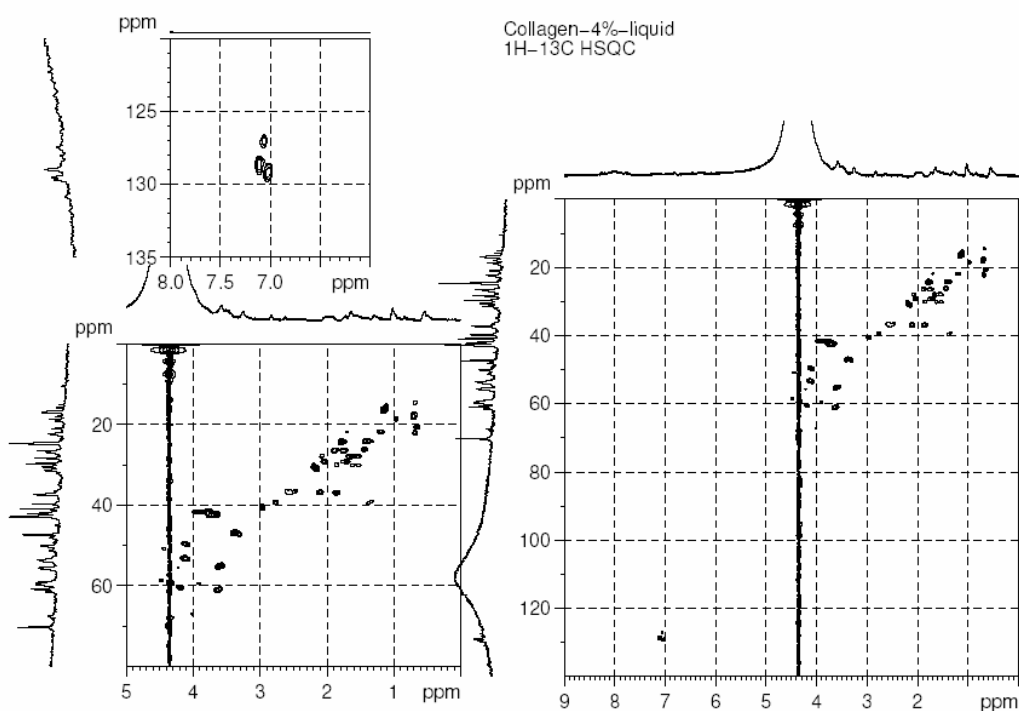 Collagen–4%–liquid
1H–13C HSQC
ppm
125
130
135
8.0 7.5 7.0 ppm
ppm
20
40
60
5 4 3 2 1 ppm
ppm
20
40
60
80
100
120
9 8 7 6 5 4 3 2 1 ppm